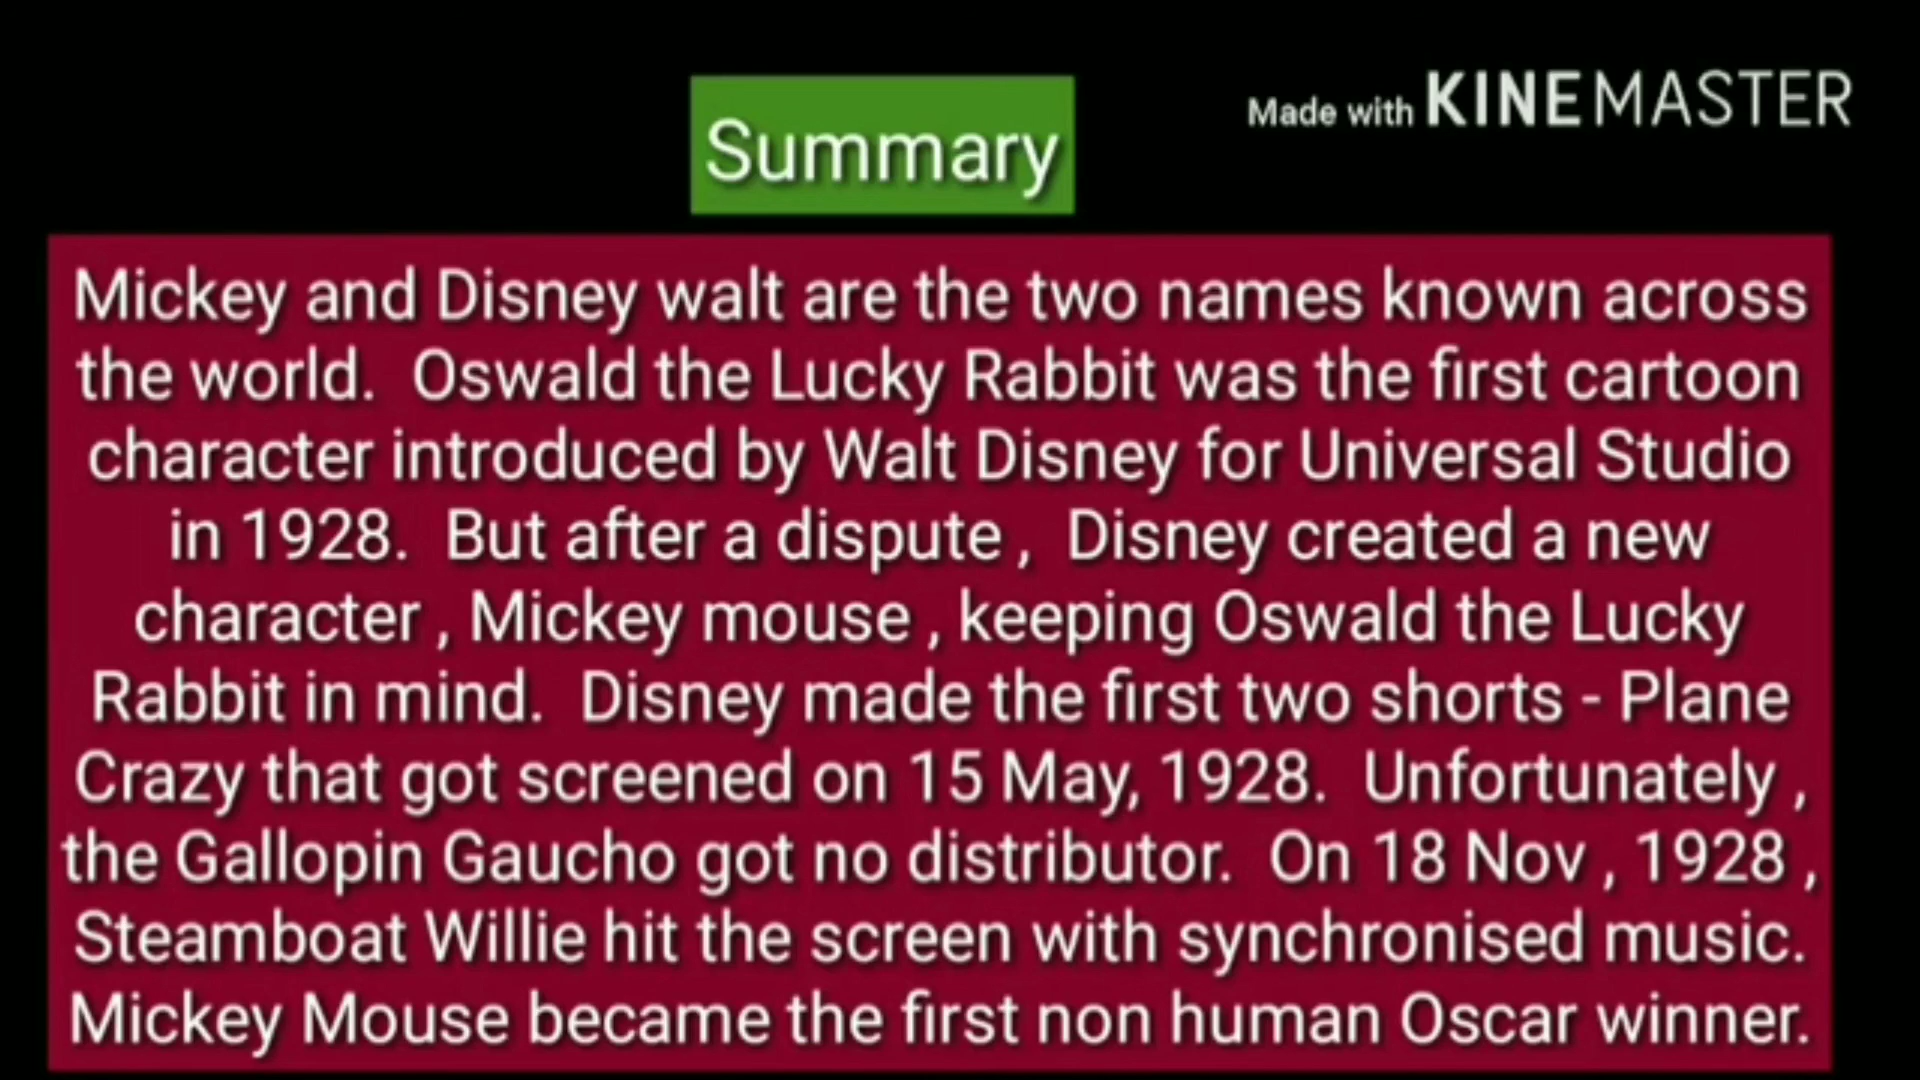 Made with KINEMASTER
Summary
Mickey and Disney walt are the two names known across
the world.  Oswald the Lucky Rabbit was the first cartoon
character introduced by Walt Disney for Universal Studio
in 1928.  But after a dispute ,  Disney created a new
character , Mickey mouse , keeping Oswald the Lucky
Rabbit in mind.  Disney made the first two shorts - Plane
Crazy that got screened on 15 May, 1928.  Unfortunately ,
the Gallopin Gaucho got no distributor.  On 18 Nov , 1928 ,
Steamboat Willie hit the screen with synchronised music.
Mickey Mouse became the first non human Oscar winner.